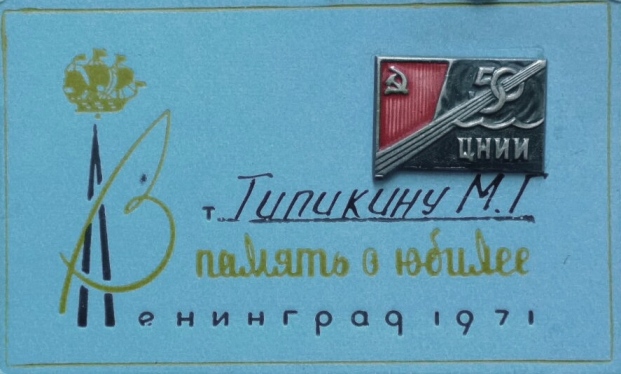 50
ЦНИИ
т. Типикину М.Г
В память о юбилее
Ленинград 1971